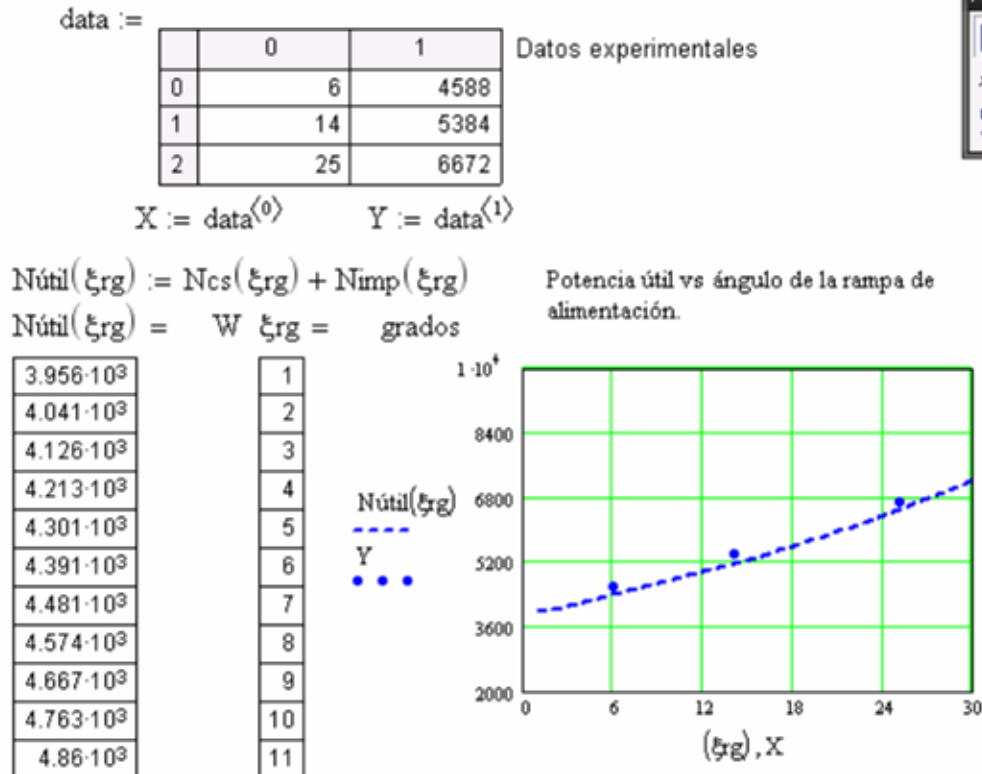 data :=
0 1
0 6 4588
1 14 5384
2 25 6672
Datos experimentales
X := data⟨0⟩ Y := data⟨1⟩
Nútil(ξrg) := Ncs(ξrg) + Nimp(ξrg)
Nútil(ξrg) = W ξrg = grados
3.956·10³ 1
4.041·10³ 2
4.126·10³ 3
4.213·10³ 4
4.301·10³ 5
4.391·10³ 6
4.481·10³ 7
4.574·10³ 8
4.667·10³ 9
4.763·10³ 10
4.86·10³ 11
Potencia útil vs ángulo de la rampa de
alimentación.
1·10⁴
8400
6800
5200
3600
2000
0 6 12 18 24 30
(ξrg), X
Nútil(ξrg)
Y